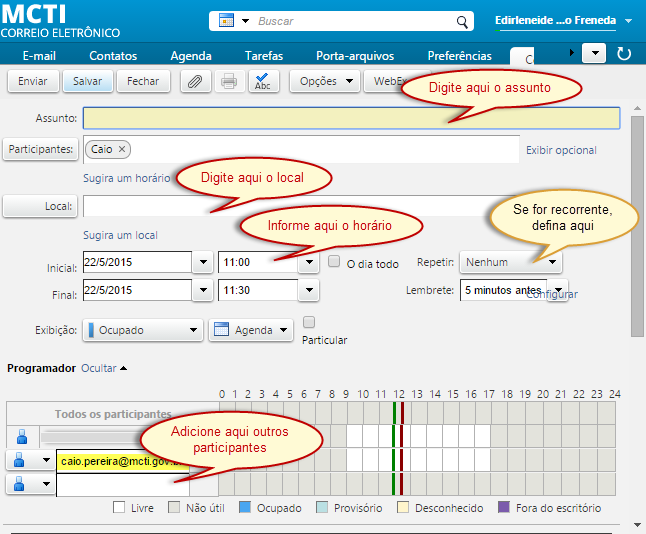 MCTI
CORREIO ELETRÔNICO
Buscar
Edirleneide ...o Freneda
E-mail Contatos Agenda Tarefas Porta-arquivos Preferências
Enviar Salvar Fechar Abc Opções
Digite aqui o assunto
Assunto:
Participantes: Caio × Exibir opcional
Sugira um horário
Digite aqui o local
Local:
Sugira um local
Informe aqui o horário
Se for recorrente,
defina aqui
Inicial: 22/5/2015 11:00 O dia todo Repetir: Nenhum
Final: 22/5/2015 11:30 Lembrete: 5 minutos antes
Configurar
Exibição: Ocupado Agenda
Particular
Programador Ocultar
0 1 2 3 4 5 6 7 8 9 10 11 12 13 14 15 16 17 18 19 20 21 22 23 24
Todos os participantes
Adicione aqui outros
participantes
caio.pereira@mcti.gov.b
Livre Não útil Ocupado Provisório Desconhecido Fora do escritório